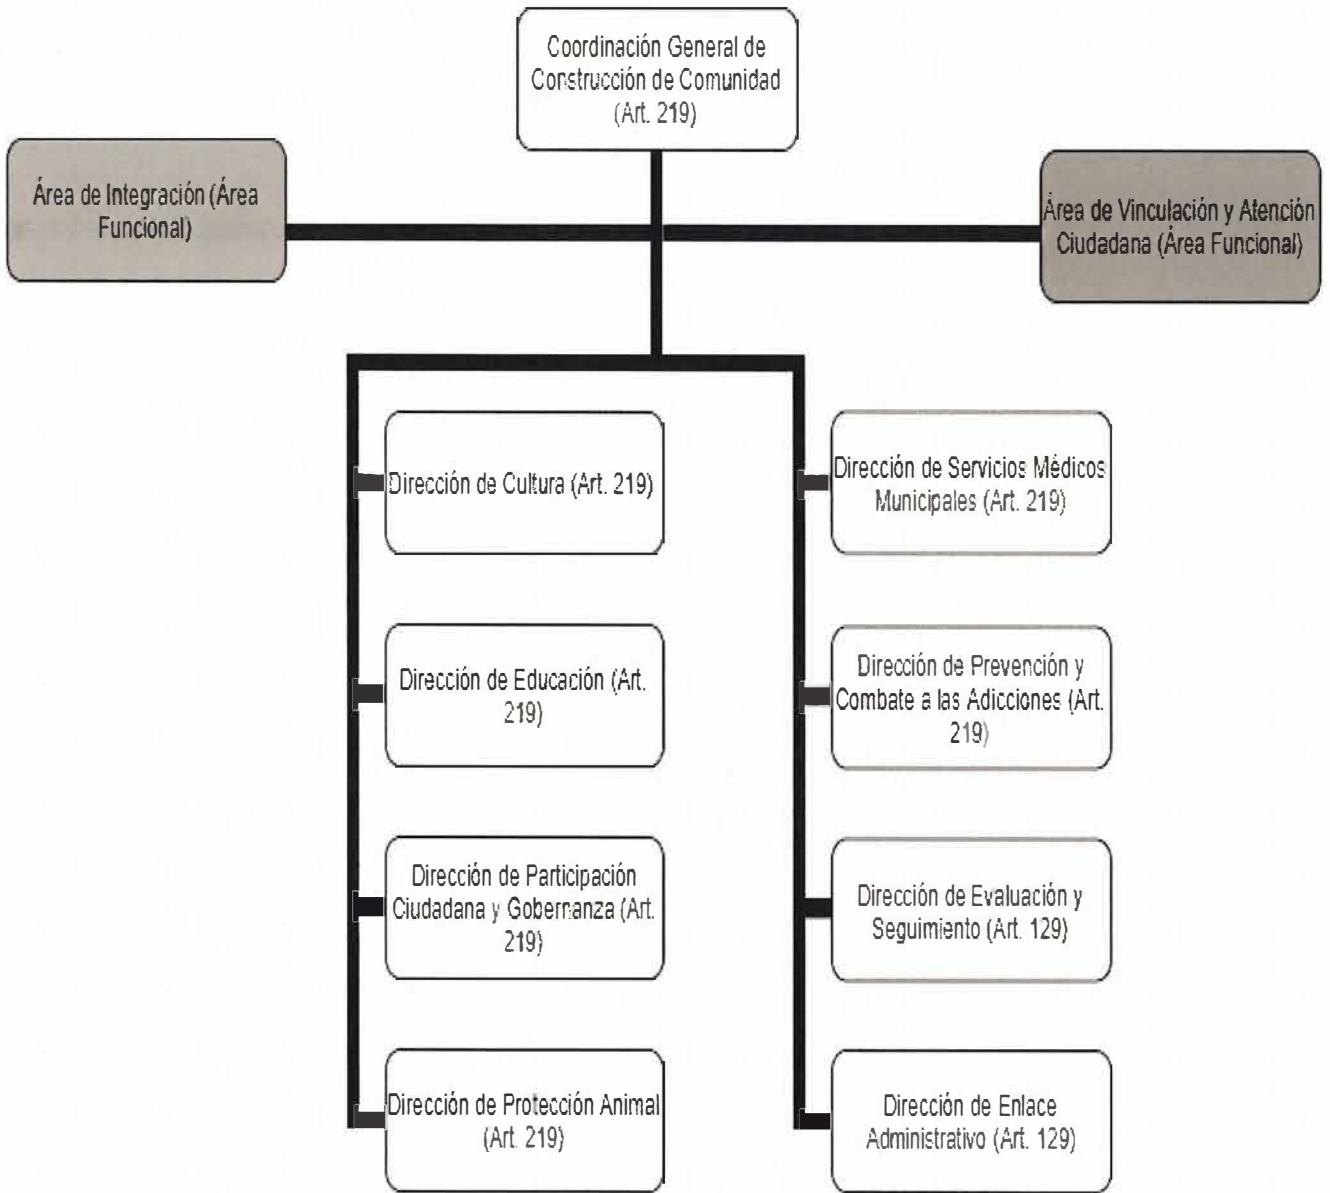 Coordinación General de
Construcción de Comunidad
(Art. 219)
Área de Integración (Área
Funcional)
Área de Vinculación y Atención
Ciudadana (Área Funcional)
Dirección de Cultura (Art. 219)
Dirección de Servicios Médicos
Municipales (Art. 219)
Dirección de Educación (Art.
219)
Dirección de Prevención y
Combate a las Adicciones (Art.
219)
Dirección de Participación
Ciudadana y Gobernanza (Art.
219)
Dirección de Evaluación y
Seguimiento (Art. 129)
Dirección de Protección Animal
(Art. 219)
Dirección de Enlace
Administrativo (Art. 129)